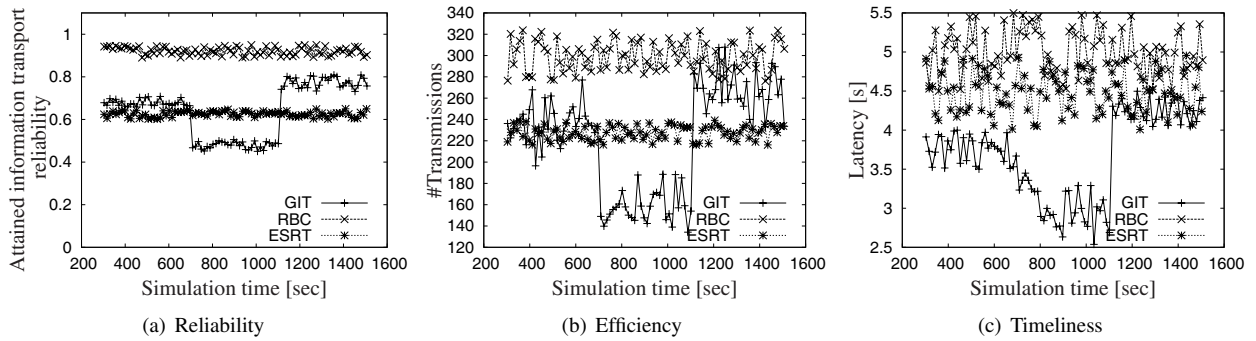 Attained information transport
reliability
1
0.8
0.6
0.4
0.2
0
GIT
RBC
ESRT
200 400 600 800 1000 1200 1400 1600
Simulation time [sec]
(a) Reliability
#Transmissions
340
320
300
280
260
240
220
200
180
160
140
120
GIT
RBC
ESRT
200 400 600 800 1000 1200 1400 1600
Simulation time [sec]
(b) Efficiency
Latency [s]
5.5
5
4.5
4
3.5
3
2.5
GIT
RBC
ESRT
200 400 600 800 1000 1200 1400 1600
Simulation time [sec]
(c) Timeliness